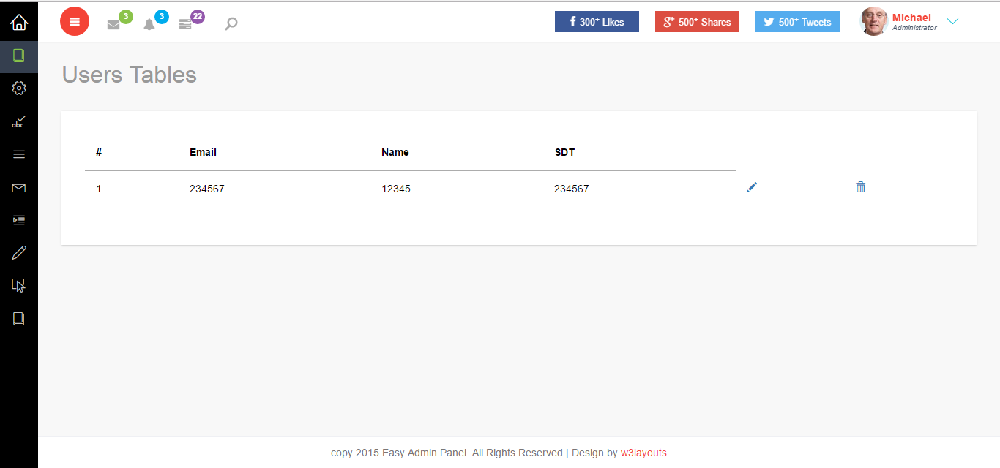 3 3 22
f 300+ Likes g+ 500+ Shares 500+ Tweets
Michael
Administrator
abc
Users Tables
# Email Name SDT
1 234567 12345 234567
copy 2015 Easy Admin Panel. All Rights Reserved | Design by w3layouts.